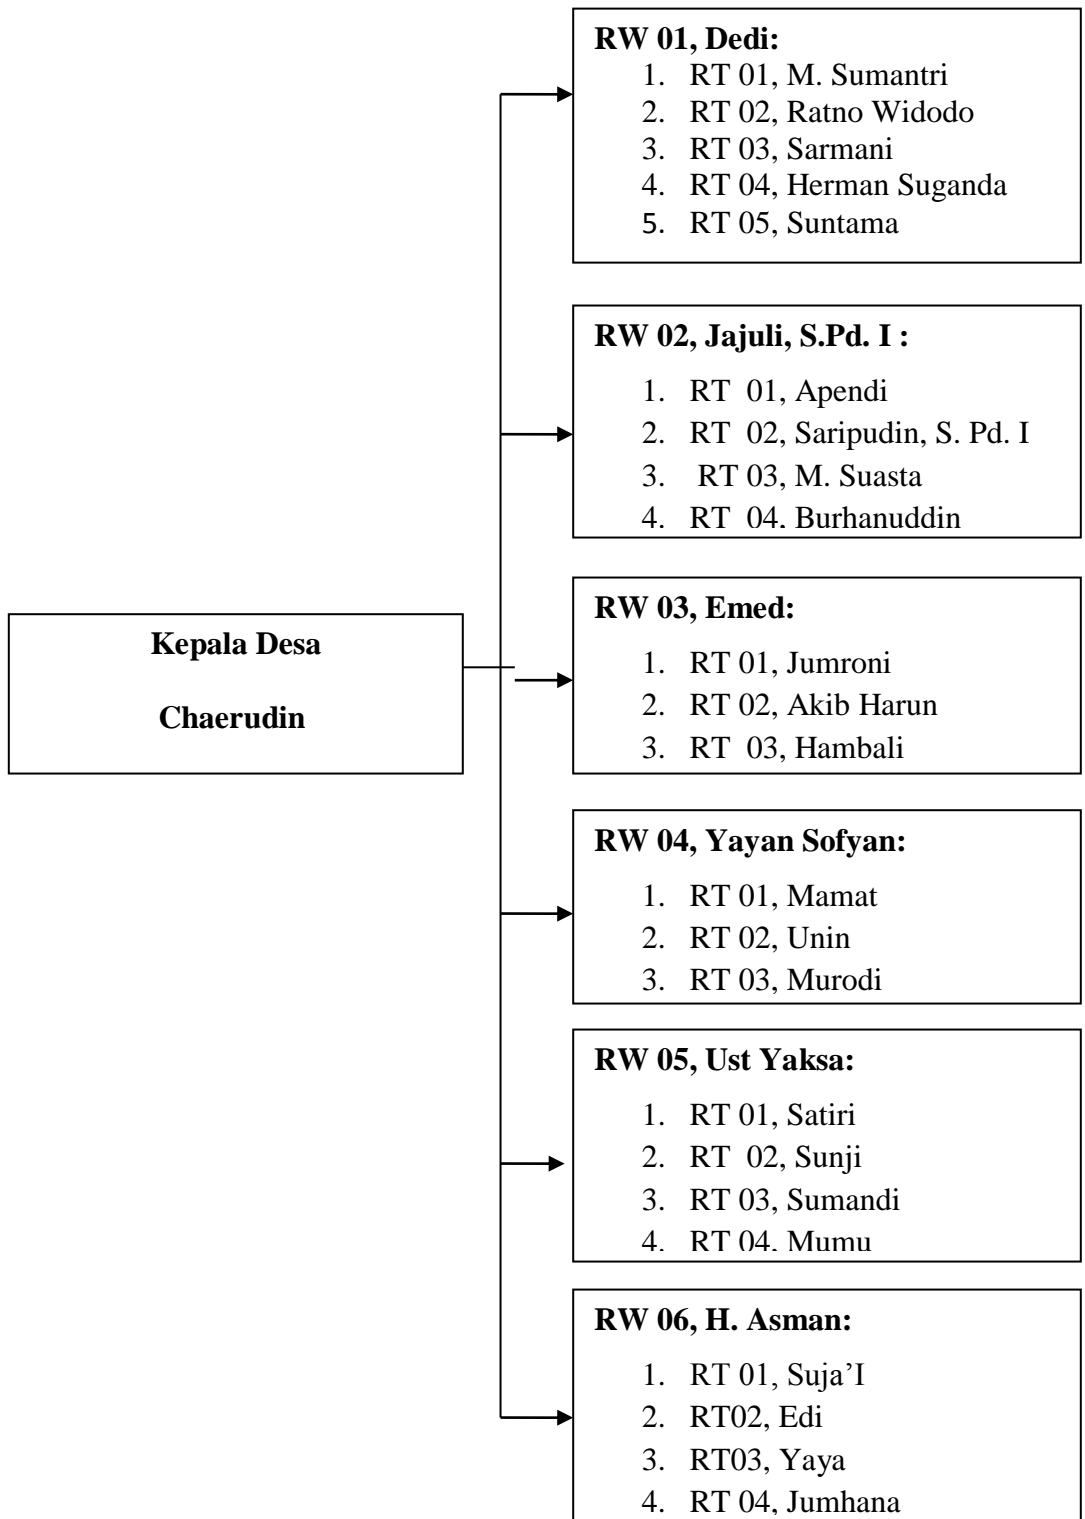 RW 01, Dedi:
1. RT 01, M. Sumantri
2. RT 02, Ratno Widodo
3. RT 03, Sarmani
4. RT 04, Herman Suganda
5. RT 05, Suntama
RW 02, Jajuli, S.Pd. I :
1. RT 01, Apendi
2. RT 02, Saripudin, S. Pd. I
3. RT 03, M. Suasta
4. RT 04, Burhanuddin
Kepala Desa
Chaerudin
RW 03, Emed:
1. RT 01, Jumroni
2. RT 02, Akib Harun
3. RT 03, Hambali
RW 04, Yayan Sofyan:
1. RT 01, Mamat
2. RT 02, Unin
3. RT 03, Murodi
RW 05, Ust Yaksa:
1. RT 01, Satiri
2. RT 02, Sunji
3. RT 03, Sumandi
4. RT 04, Mumu
RW 06, H. Asman:
1. RT 01, Suja’I
2. RT02, Edi
3. RT03, Yaya
4. RT 04, Jumhana